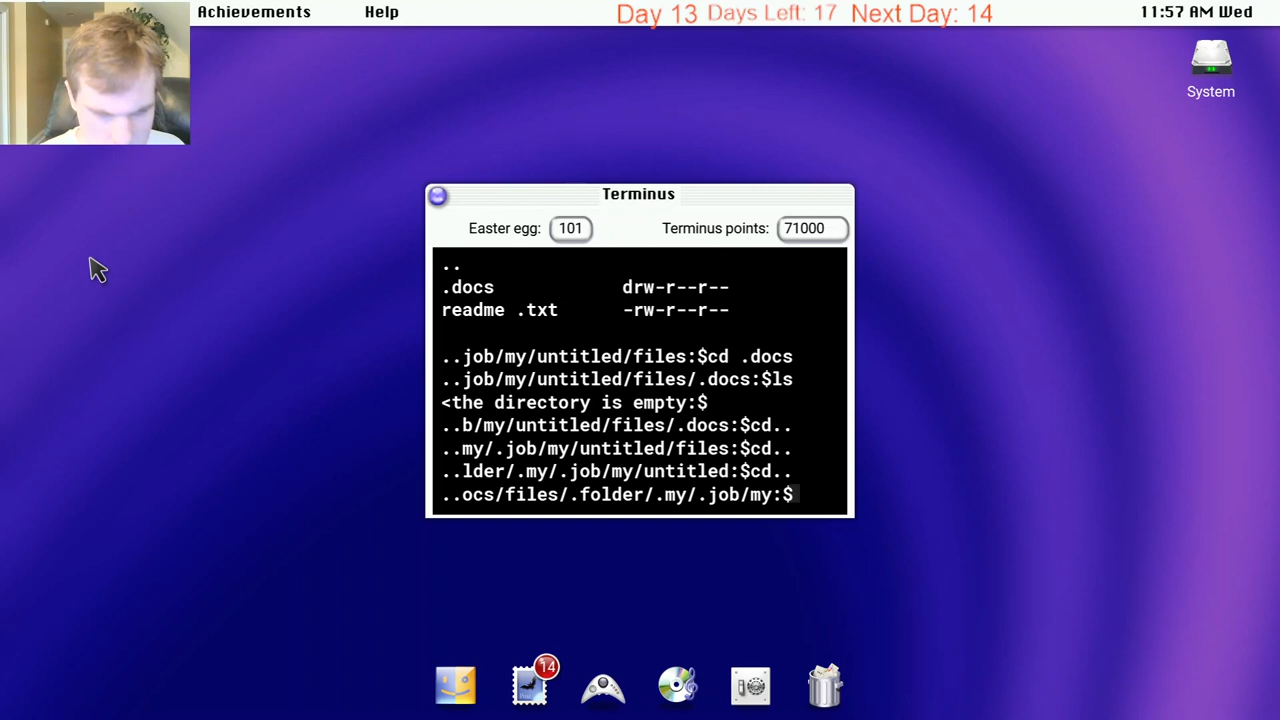 Achievements Help Day 13 Days Left: 17 Next Day: 14 11:57 AM Wed
System
Terminus
Easter egg: 101 Terminus points: 71000
..
.docs drw-r--r--
readme .txt -rw-r--r--
..job/my/untitled/files:$cd .docs
..job/my/untitled/files/.docs:$ls
<the directory is empty:$
..b/my/untitled/files/.docs:$cd..
..my/.job/my/untitled/files:$cd..
..lder/.my/.job/my/untitled:$cd..
..ocs/files/.folder/.my/.job/my:$
14